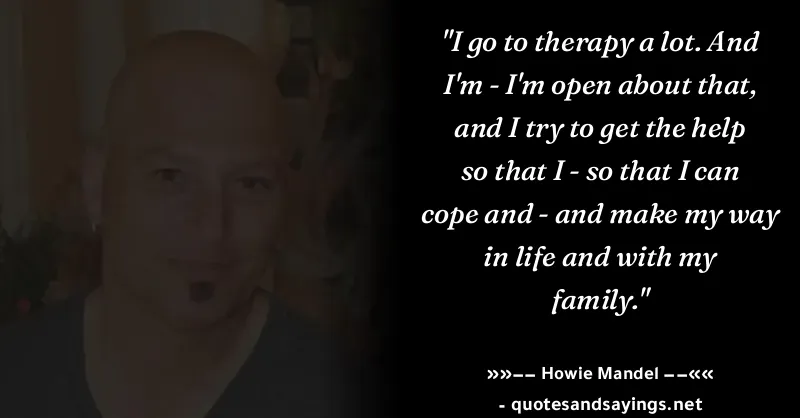 "I go to therapy a lot. And
I'm - I'm open about that,
and I try to get the help
so that I - so that I can
cope and - and make my way
in life and with my
family."
»»–– Howie Mandel ––««
- quotesandsayings.net